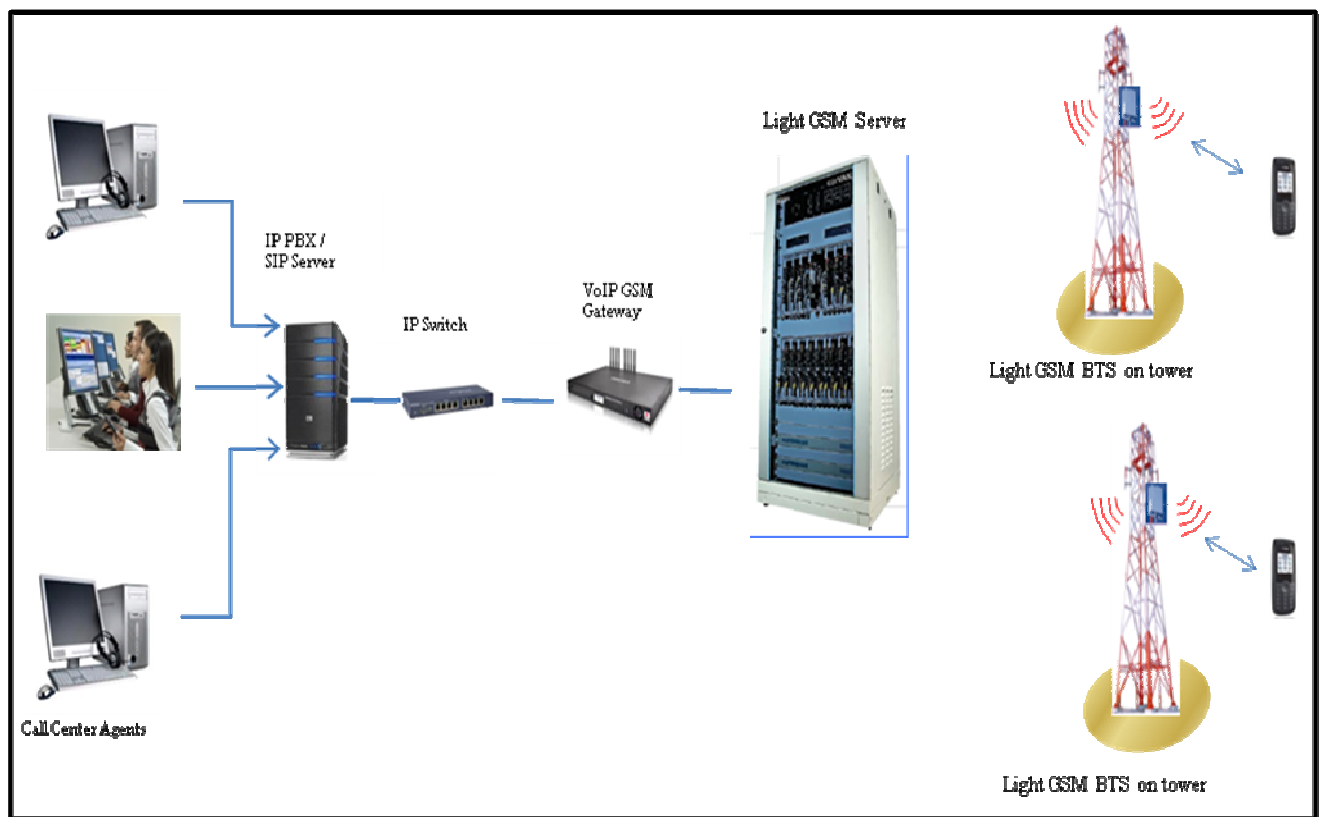 Light GSM Server
IP PBX /
SIP Server
VoIP GSM
Gateway
IP Switch
Light GSM BTS on tower
Call Center Agents
Light GSM BTS on tower